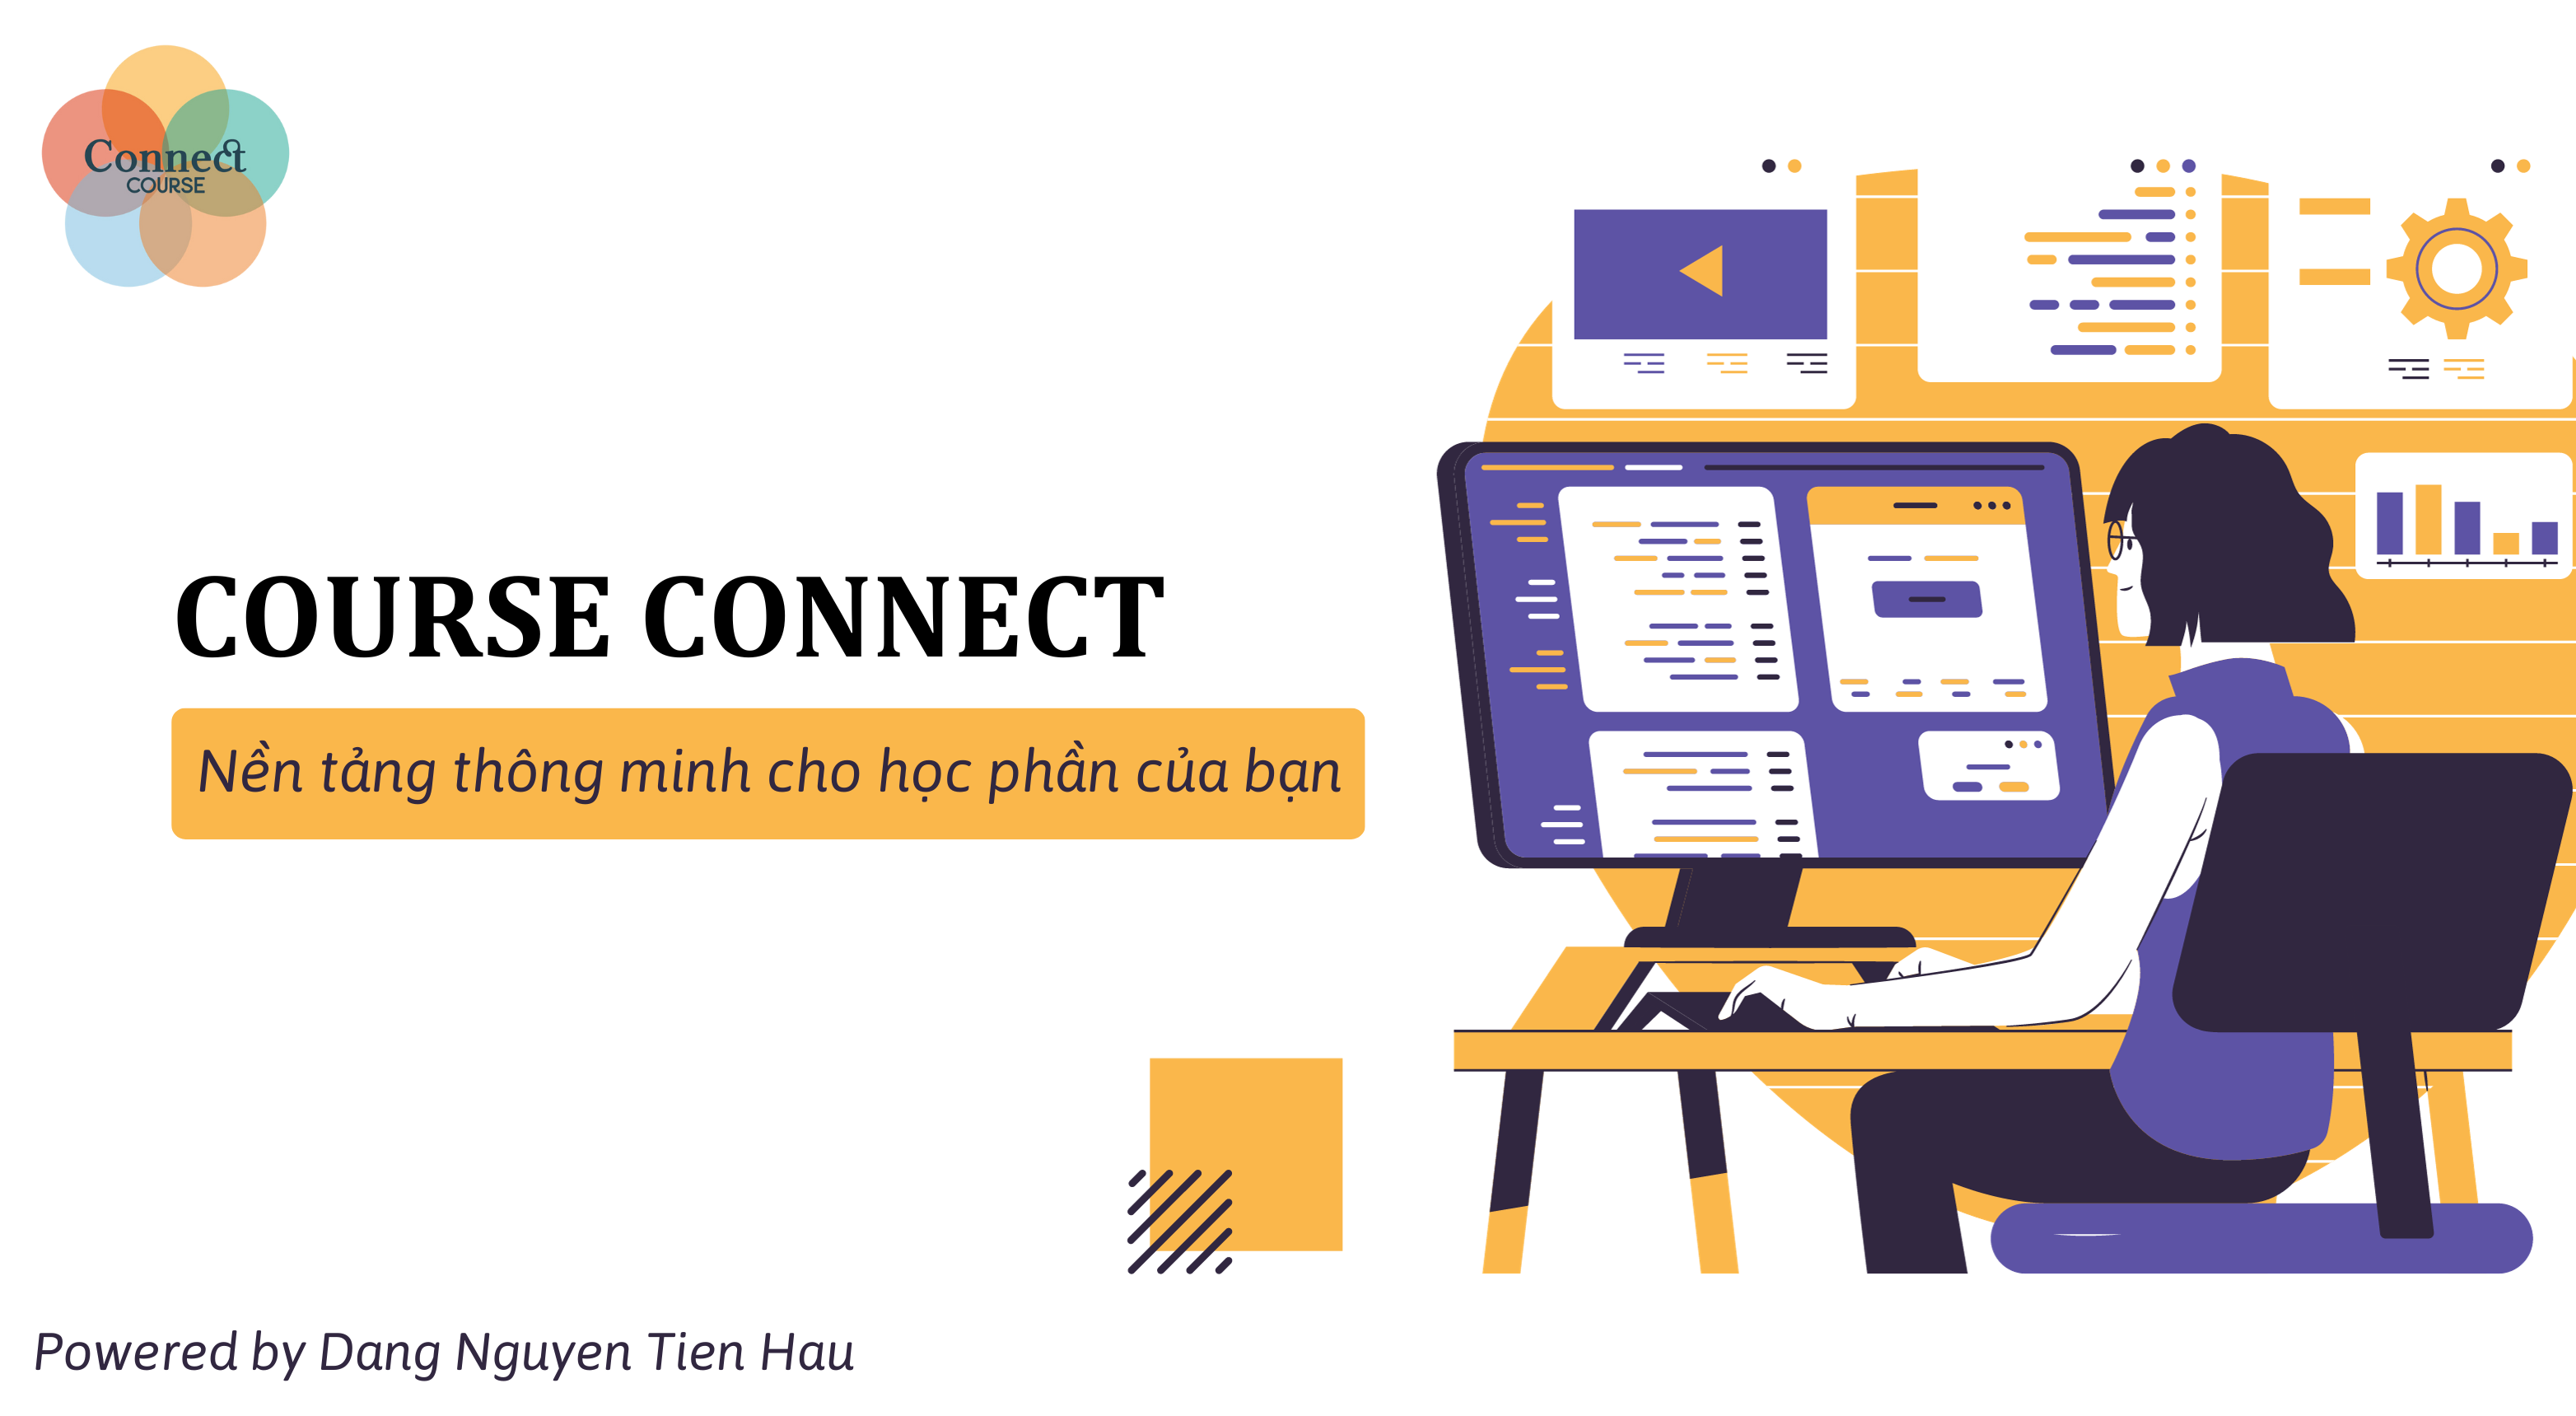 Connect
COURSE
COURSE CONNECT
Nền tảng thông minh cho học phần của bạn
Powered by Dang Nguyen Tien Hau